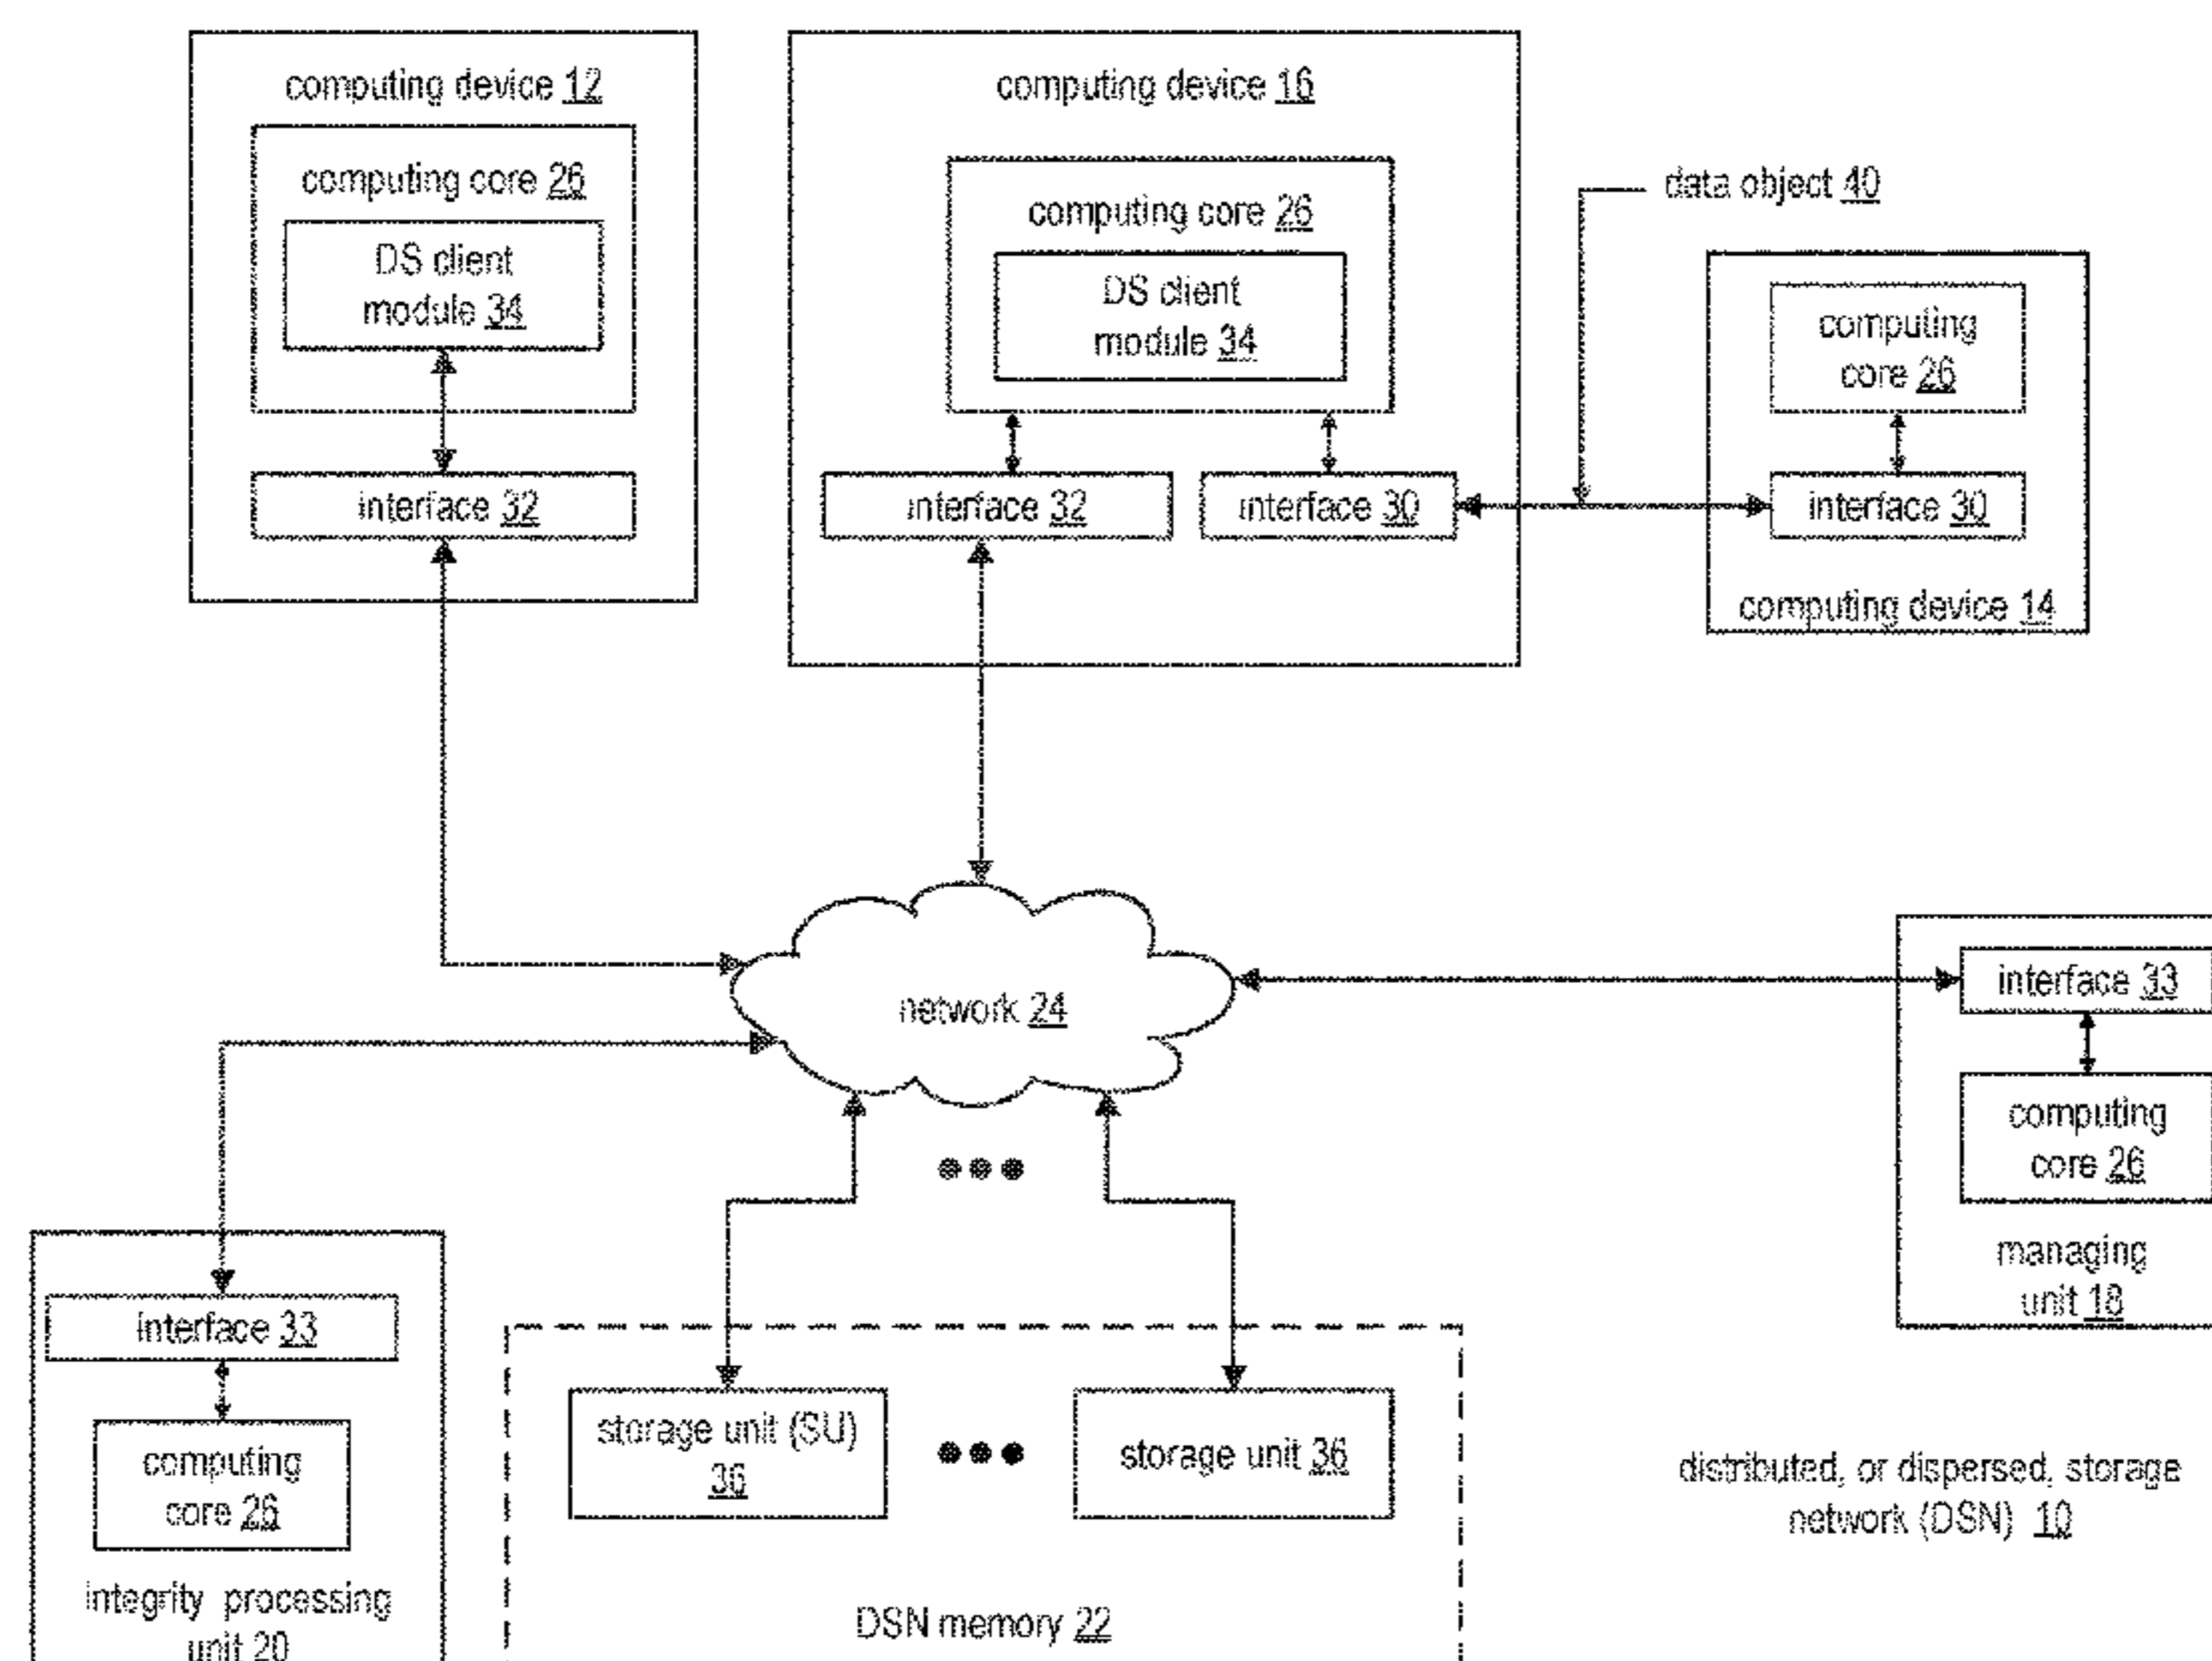 computing device 12
computing core 26
DS client
module 34
interface 32
computing device 16
computing core 26
DS client
module 34
interface 32
interface 30
data object 40
computing
core 26
interface 30
computing device 14
network 24
interface 33
computing
core 26
managing
unit 18
interface 33
computing
core 26
integrity processing
unit 20
storage unit (SU)
36
storage unit 36
DSN memory 22
distributed, or dispersed, storage
network (DSN) 10